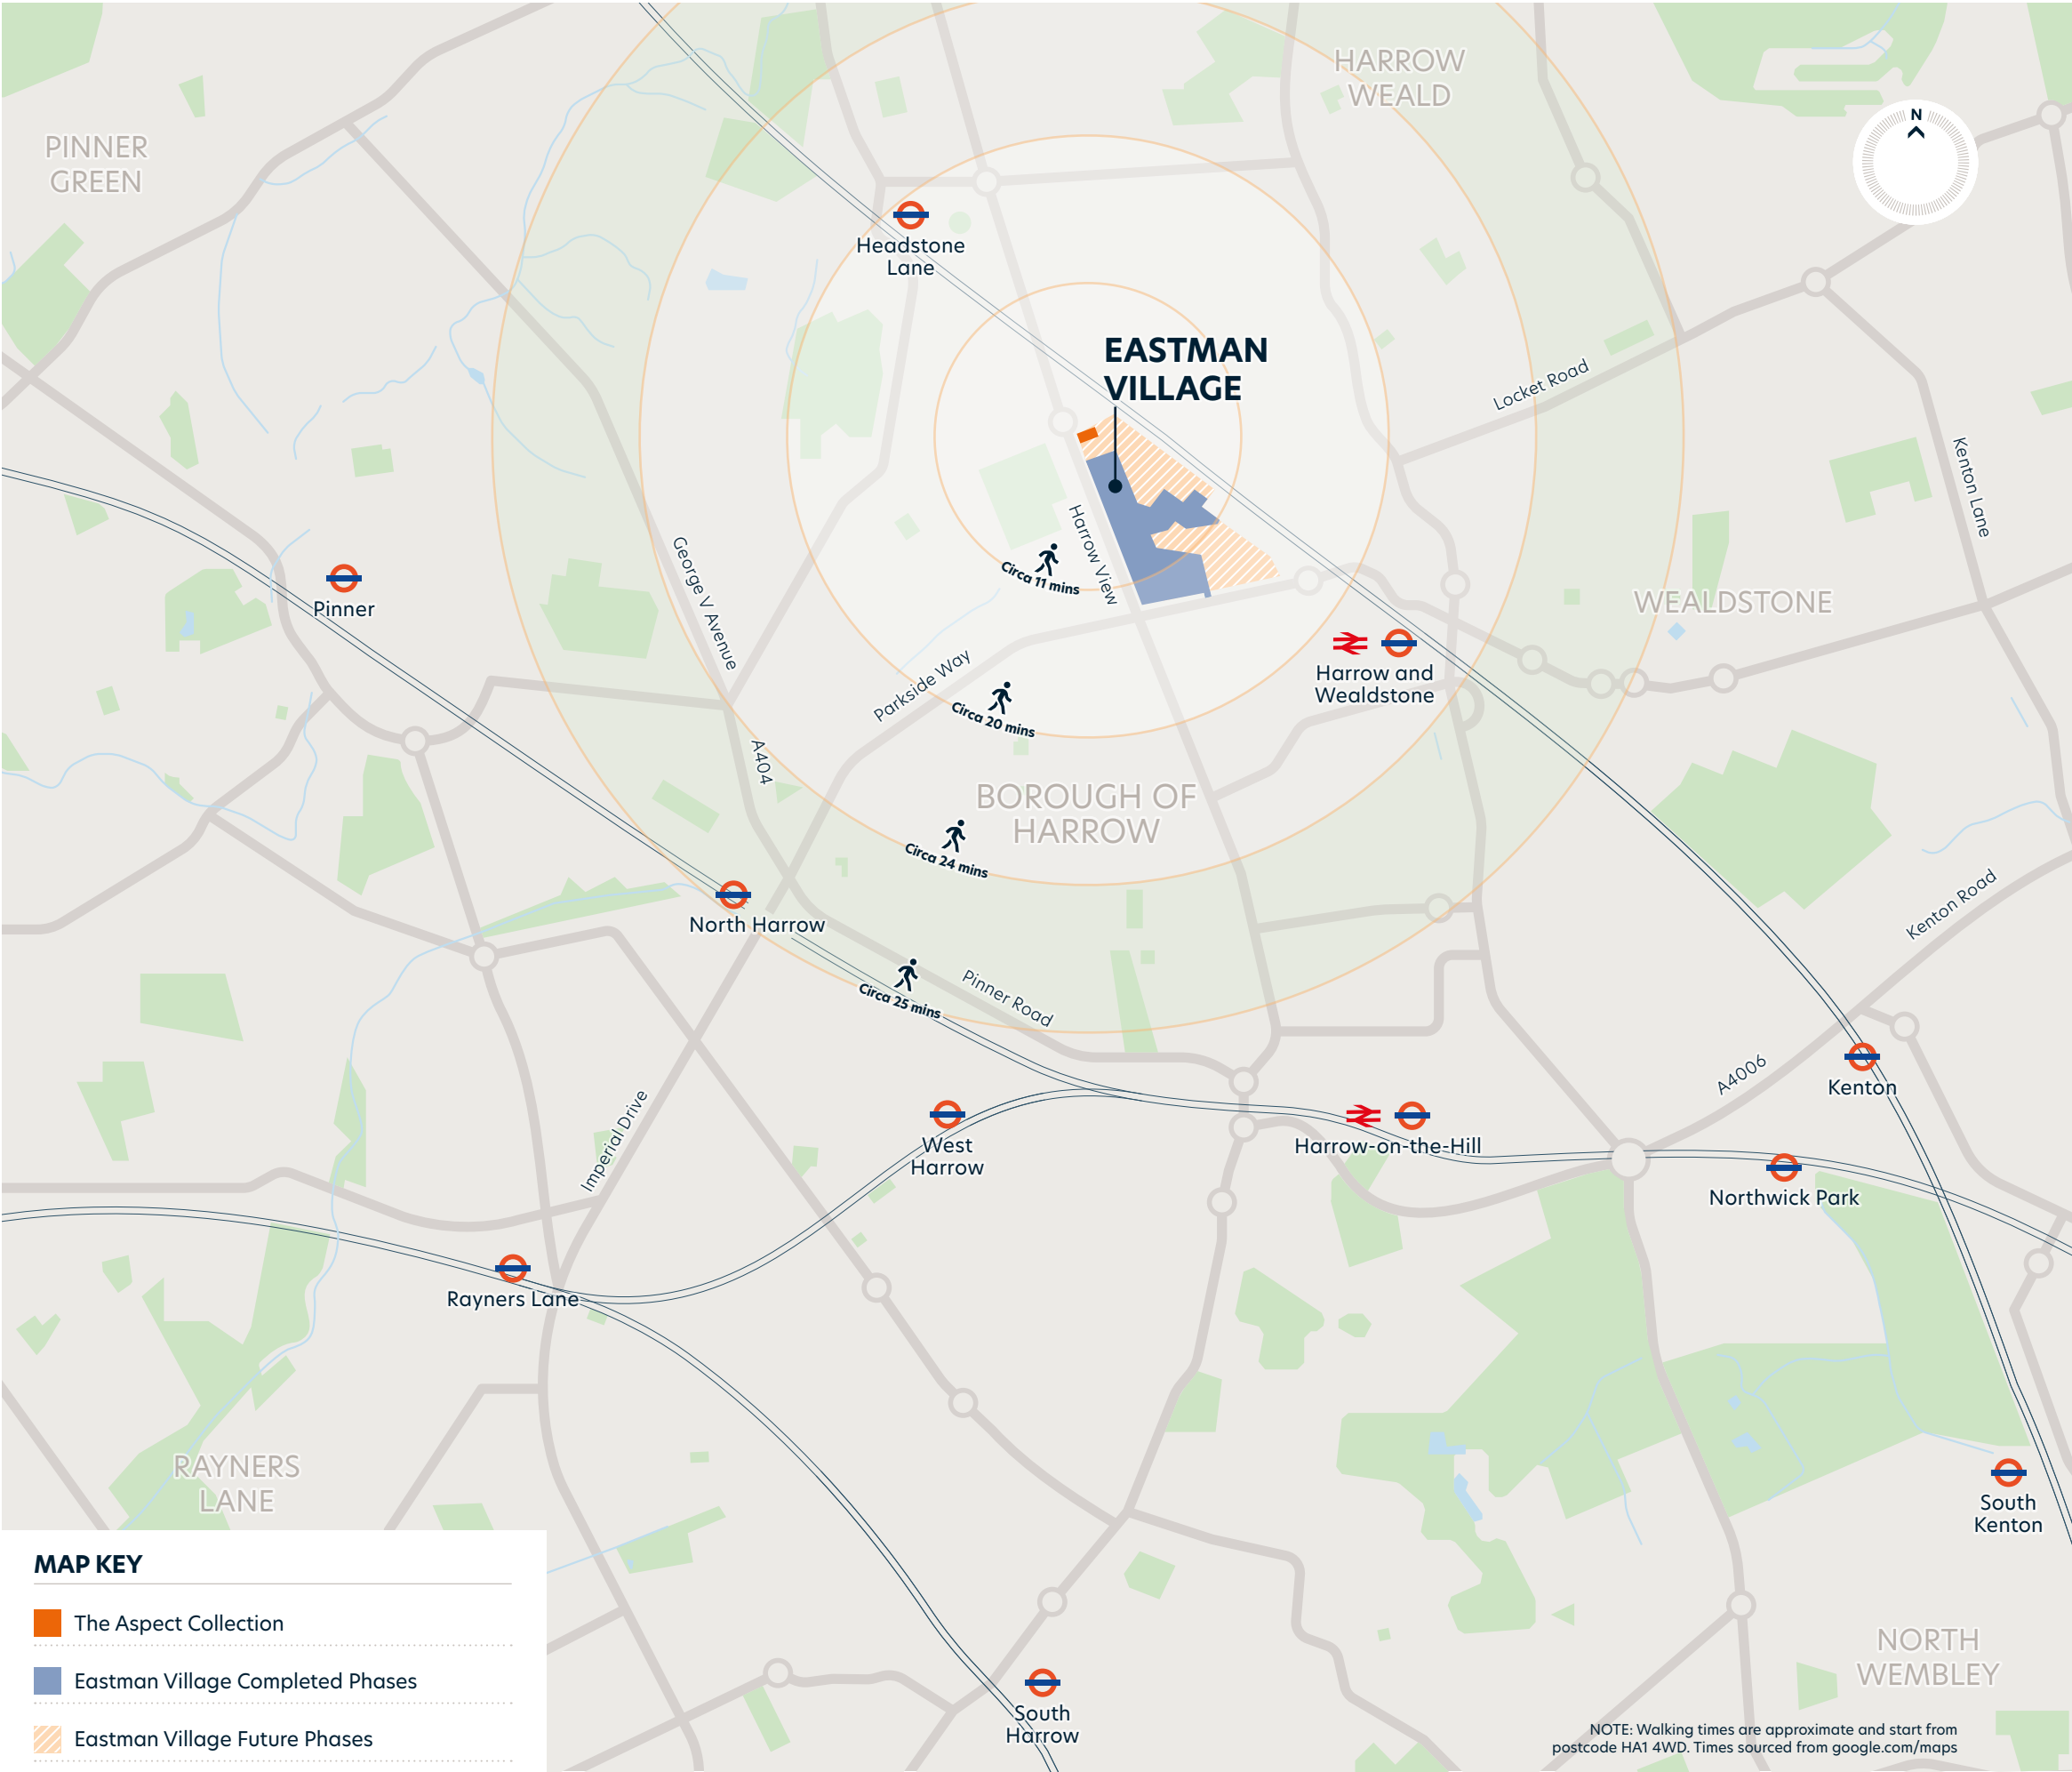 HARROW
WEALD
PINNER
GREEN
N
Headstone
Lane
EASTMAN
VILLAGE
Locket Road
Kenton Lane
Harrow View
George V Avenue
Circa 11 mins
Pinner
WEALDSTONE
Parkside Way
Harrow and
Wealdstone
Circa 20 mins
A404
BOROUGH OF
HARROW
Circa 24 mins
North Harrow
Kenton Road
Circa 25 mins
Pinner Road
A4006
Kenton
Imperial Drive
West
Harrow
Harrow-on-the-Hill
Northwick Park
Rayners Lane
RAYNERS
LANE
South
Kenton
MAP KEY
The Aspect Collection
Eastman Village Completed Phases
Eastman Village Future Phases
South
Harrow
NORTH
WEMBLEY
NOTE: Walking times are approximate and start from
postcode HA1 4WD. Times sourced from google.com/maps